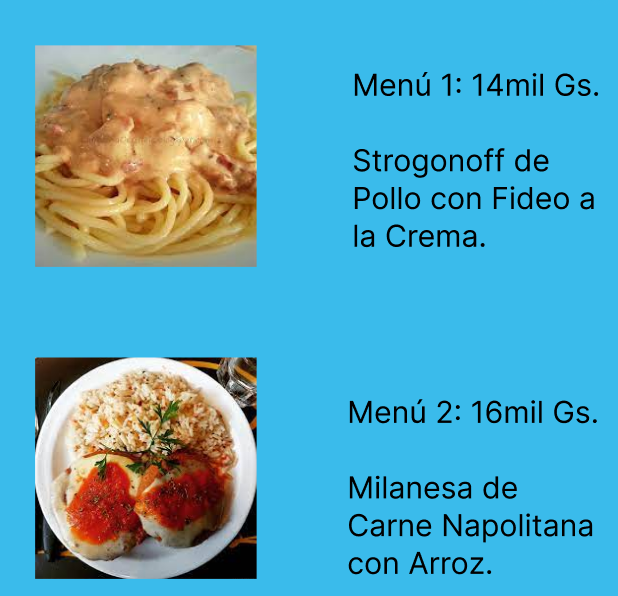 Menú 1: 14mil Gs.
Strogonoff de
Pollo con Fideo a
la Crema.
Menú 2: 16mil Gs.
Milanesa de
Carne Napolitana
con Arroz.